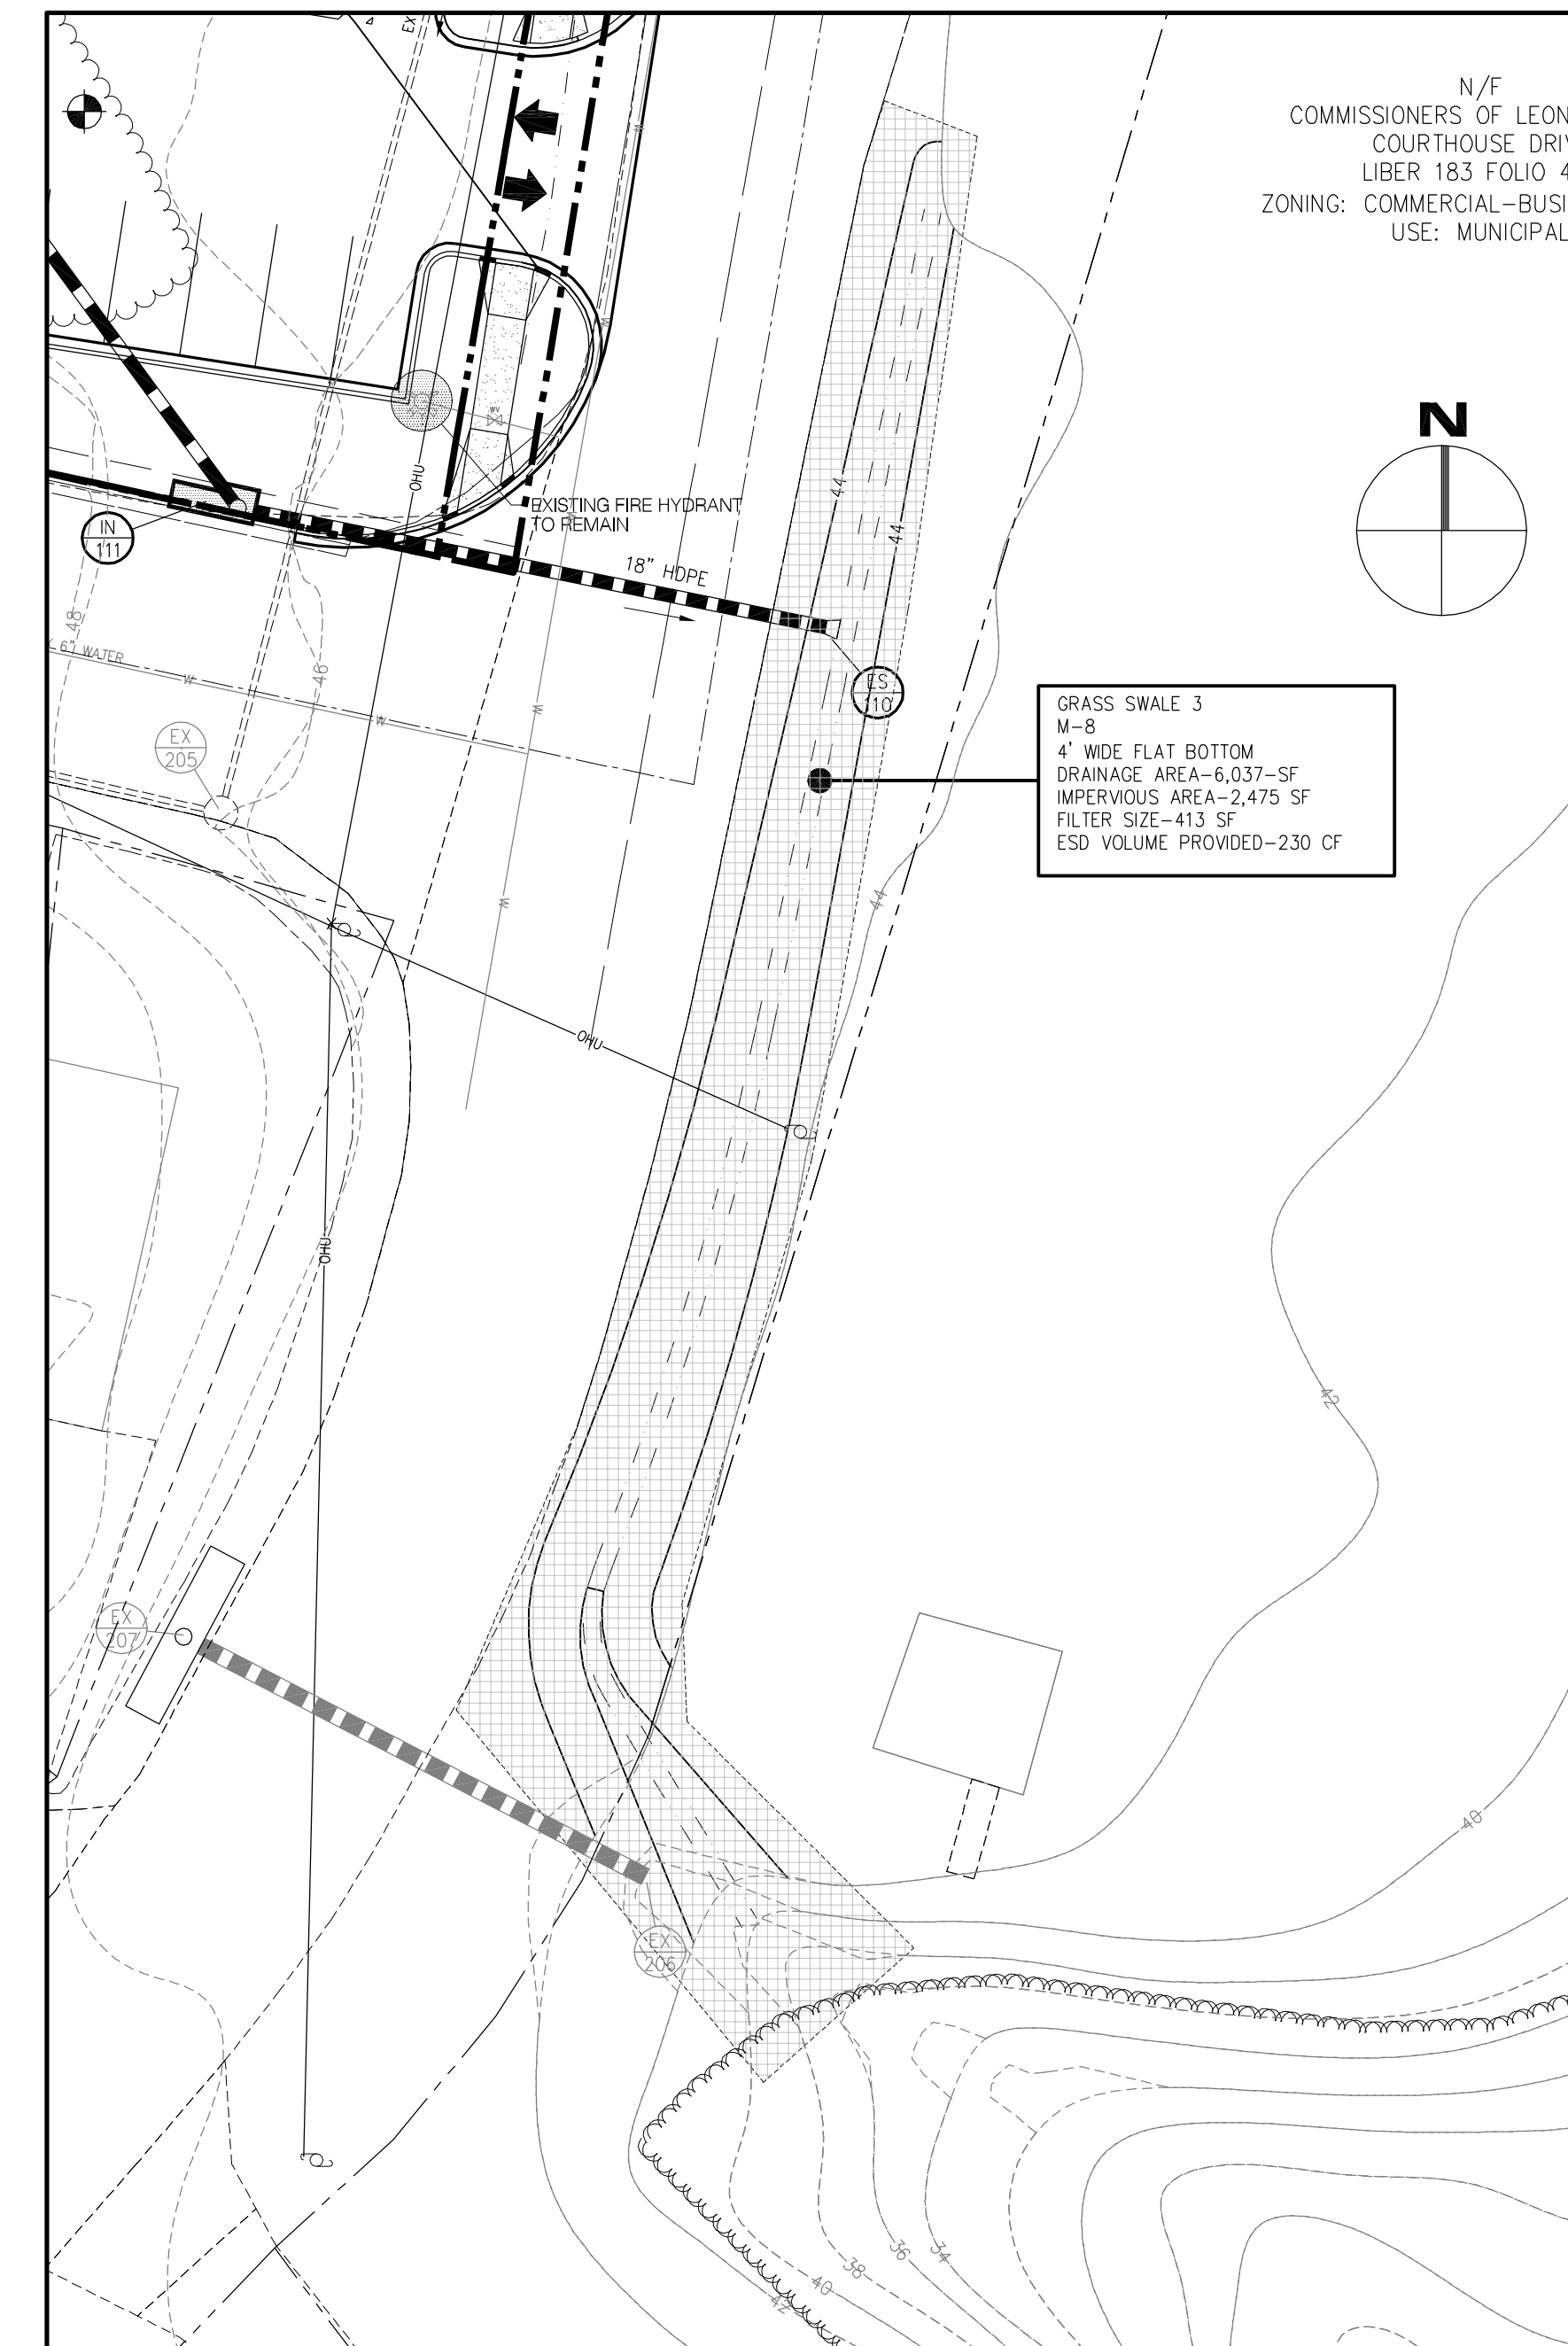 EX
N/F
COMMISSIONERS OF LEON
COURTHOUSE
LIBER 183 FOLIO
ZONING: COMMERCIAL-BUSI
USE: MUNICIPAL
N
W
W
W
WV
OHU
44
44
EXISTING FIRE HYDRANT
TO REMAIN
IN
111
18" HDPE
48
46
6" WATER
W
W
W
ES
110
GRASS SWALE 3
M-8
4' WIDE FLAT BOTTOM
DRAINAGE AREA-6,037-SF
IMPERVIOUS AREA-2,475 SF
FILTER SIZE-413 SF
ESD VOLUME PROVIDED-230 CF
EX
205
W
44
OHU
OHU
42
EX
207
40
EX
206
34
36
38
40
42